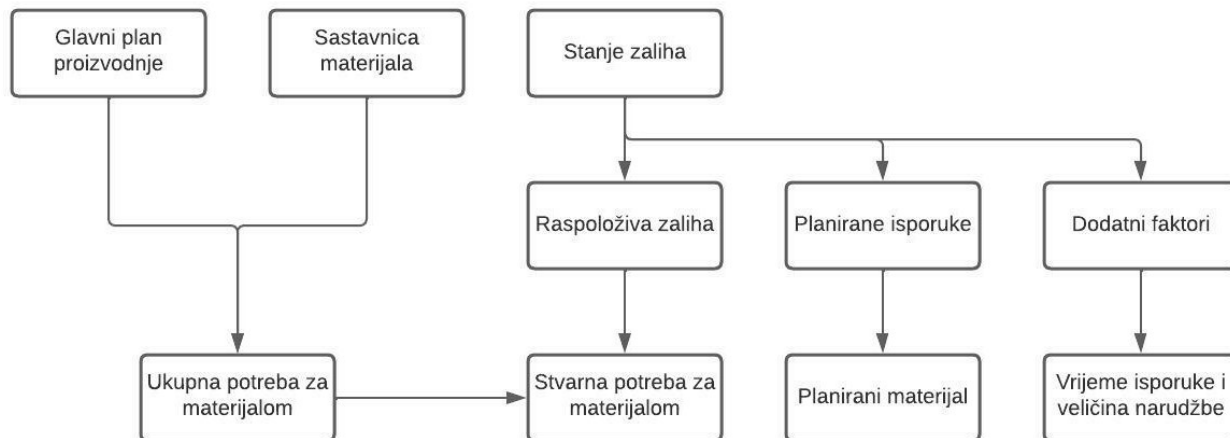 Glavni plan
proizvodnje
Sastavnica
materijala
Stanje zaliha
Raspoloživa zaliha
Planirane isporuke
Dodatni faktori
Ukupna potreba za
materijalom
Stvarna potreba za
materijalom
Planirani materijal
Vrijeme isporuke i
veličina narudžbe